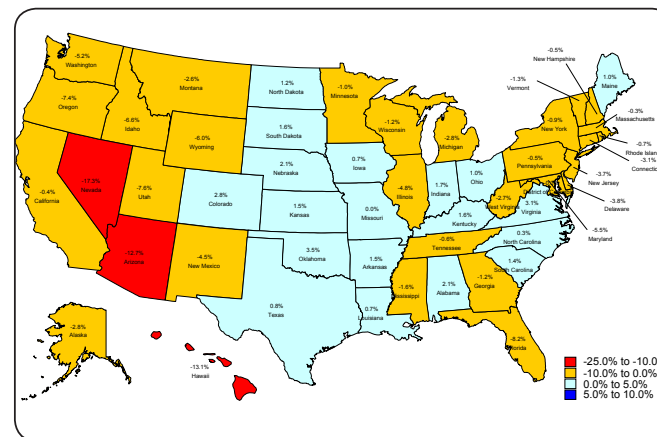 -0.5%
New Hampshire
-1.3%
Vermont
1.0%
Maine
-5.2%
Washington
-2.6%
Montana
1.2%
North Dakota
-1.0%
Minnesota
-7.4%
Oregon
-0.3%
Massachusetts
-6.6%
Idaho
-0.9%
New York
-1.2%
Wisconsin
1.6%
South Dakota
-6.0%
Wyoming
-2.8%
Michigan
-0.7%
Rhode Islan
-3.1%
Connectic
-0.5%
Pennsylvania
0.7%
Iowa
2.1%
Nebraska
-3.7%
New Jersey
1.0%
Ohio
1.7%
Indiana
-4.8%
Illinois
Nevada
-7.6%
Utah
-0.4%
California
2.8%
Colorado
1.5%
Kansas
0.0%
Missouri
-2.7%
West Virginia
3.1%
Virginia
-3.8%
Delaware
1.6%
Kentucky
-5.5%
Maryland
0.3%
North Carolina
-0.6%
Tennessee
Arizona
-4.5%
New Mexico
3.5%
Oklahoma
1.5%
Arkansas
1.4%
South Carolina
-1.6%
Mississippi
2.1%
Alabama
-1.2%
Georgia
0.8%
Texas
0.7%
Louisiana
-2.8%
Alaska
-13.1%
Hawaii
-8.2%
Florida
-25.0% to -10.0
-10.0% to 0.0%
0.0% to 5.0%
5.0% to 10.0%